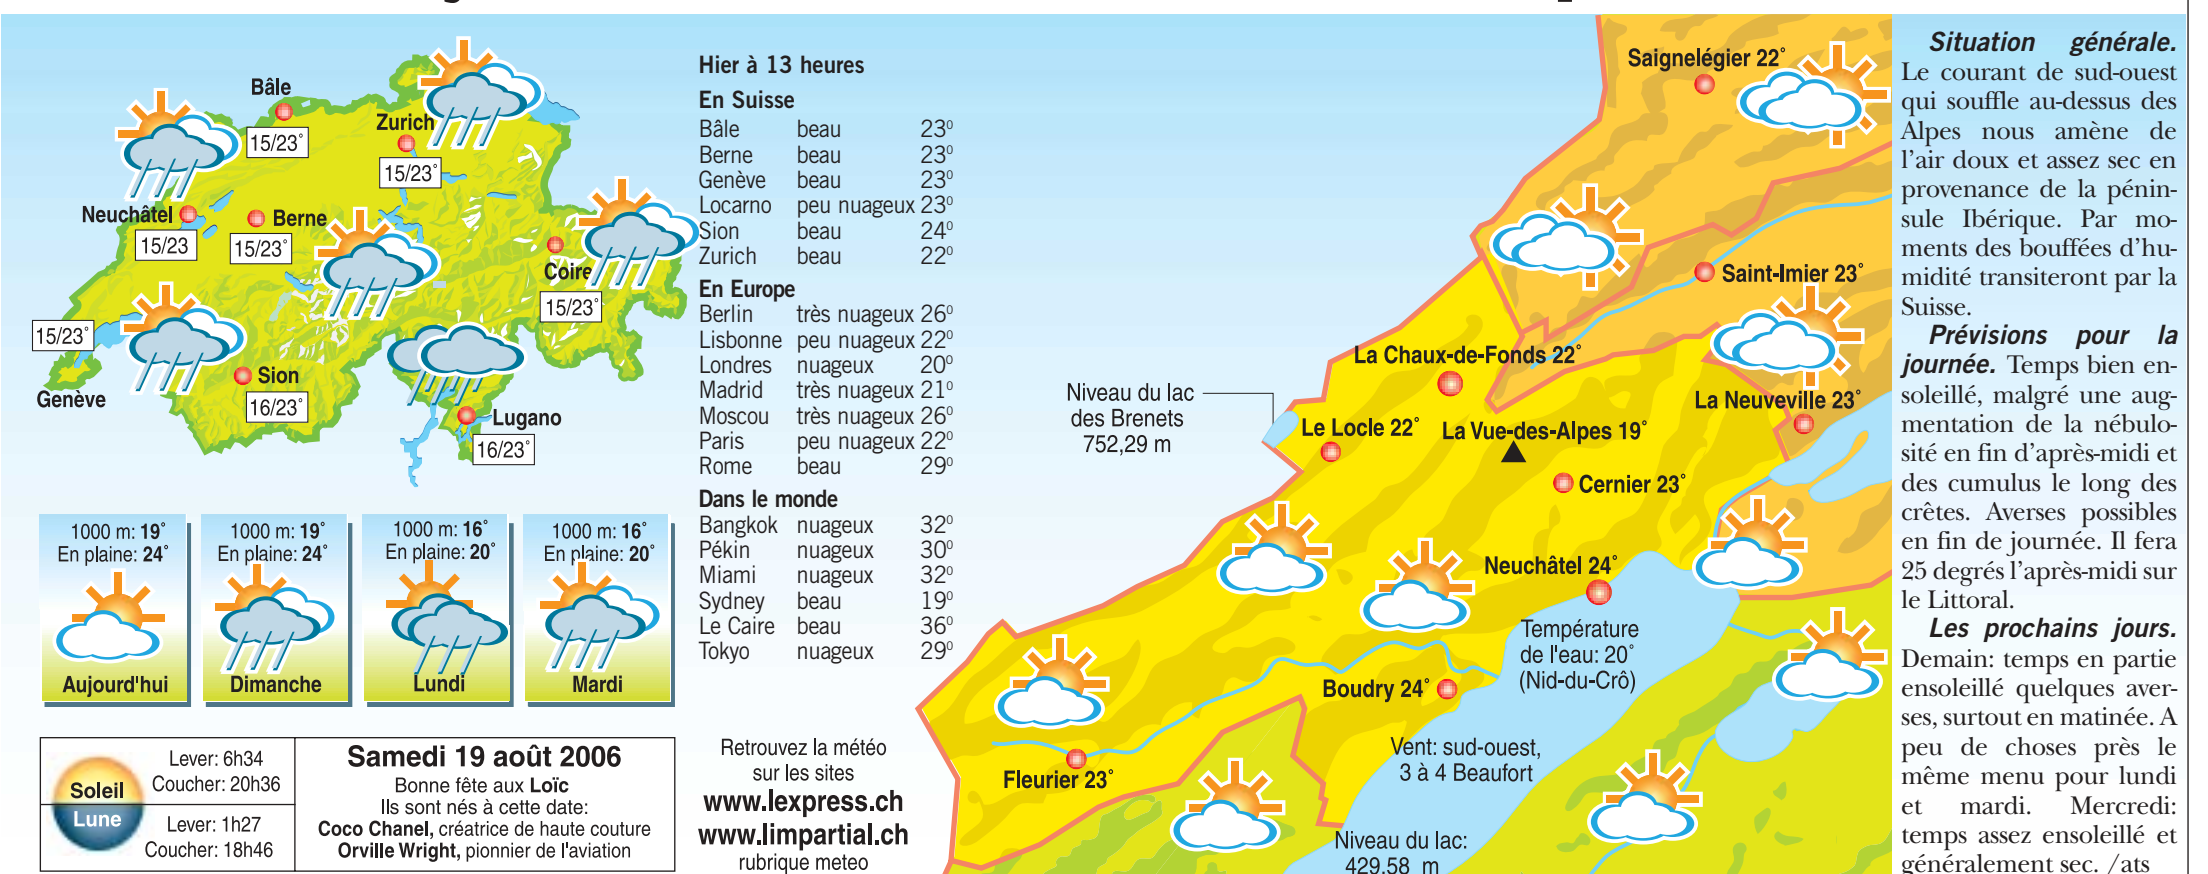 Bâle
15/23°
Zurich
15/23°
Neuchâtel
15/23
Berne
15/23°
Coire
15/23°
15/23°
Genève
Sion
16/23°
Lugano
16/23°
1000 m: 19°
En plaine: 24°
Aujourd'hui
1000 m: 19°
En plaine: 24°
Dimanche
1000 m: 16°
En plaine: 20°
Lundi
1000 m: 16°
En plaine: 20°
Mardi
Soleil
Lever: 6h34
Coucher: 20h36
Lune
Lever: 1h27
Coucher: 18h46
Samedi 19 août 2006
Bonne fête aux Loïc
Ils sont nés à cette date:
Coco Chanel, créatrice de haute couture
Orville Wright, pionnier de l'aviation
Hier à 13 heures
En Suisse
Bâle beau 23°
Berne beau 23°
Genève beau 23°
Locarno peu nuageux 23°
Sion beau 24°
Zurich beau 22°
En Europe
Berlin très nuageux 26°
Lisbonne peu nuageux 22°
Londres nuageux 20°
Madrid très nuageux 21°
Moscou très nuageux 26°
Paris peu nuageux 22°
Rome beau 29°
Dans le monde
Bangkok nuageux 32°
Pékin nuageux 30°
Miami nuageux 32°
Sydney beau 19°
Le Caire beau 36°
Tokyo nuageux 29°
Retrouvez la météo
sur les sites
www.lexpress.ch
www.limpartial.ch
rubrique meteo
Saignelégier 22°
Saint-Imier 23°
La Chaux-de-Fonds 22°
Niveau du lac
des Brenets
752,29 m
La Neuveville 23°
Le Locle 22°
La Vue-des-Alpes 19°
Cernier 23°
Neuchâtel 24°
Température
de l'eau: 20°
(Nid-du-Crô)
Boudry 24°
Vent: sud-ouest,
3 à 4 Beaufort
Fleurier 23°
Niveau du lac:
429,58 m
Situation générale.
Le courant de sud-ouest
qui souffle au-dessus des
Alpes nous amène de
l'air doux et assez sec en
provenance de la pénin-
sule Ibérique. Par mo-
ments des bouffées d'hu-
midité transiteront par la
Suisse.
Prévisions pour la
journée. Temps bien en-
soleillé, malgré une aug-
mentation de la nébulo-
sité en fin d'après-midi et
des cumulus le long des
crêtes. Averses possibles
en fin de journée. Il fera
25 degrés l'après-midi sur
le Littoral.
Les prochains jours.
Demain: temps en partie
ensoleillé quelques aver-
ses, surtout en matinée. A
peu de choses près le
même menu pour lundi
et mardi. Mercredi:
temps assez ensoleillé et
généralement sec. /ats